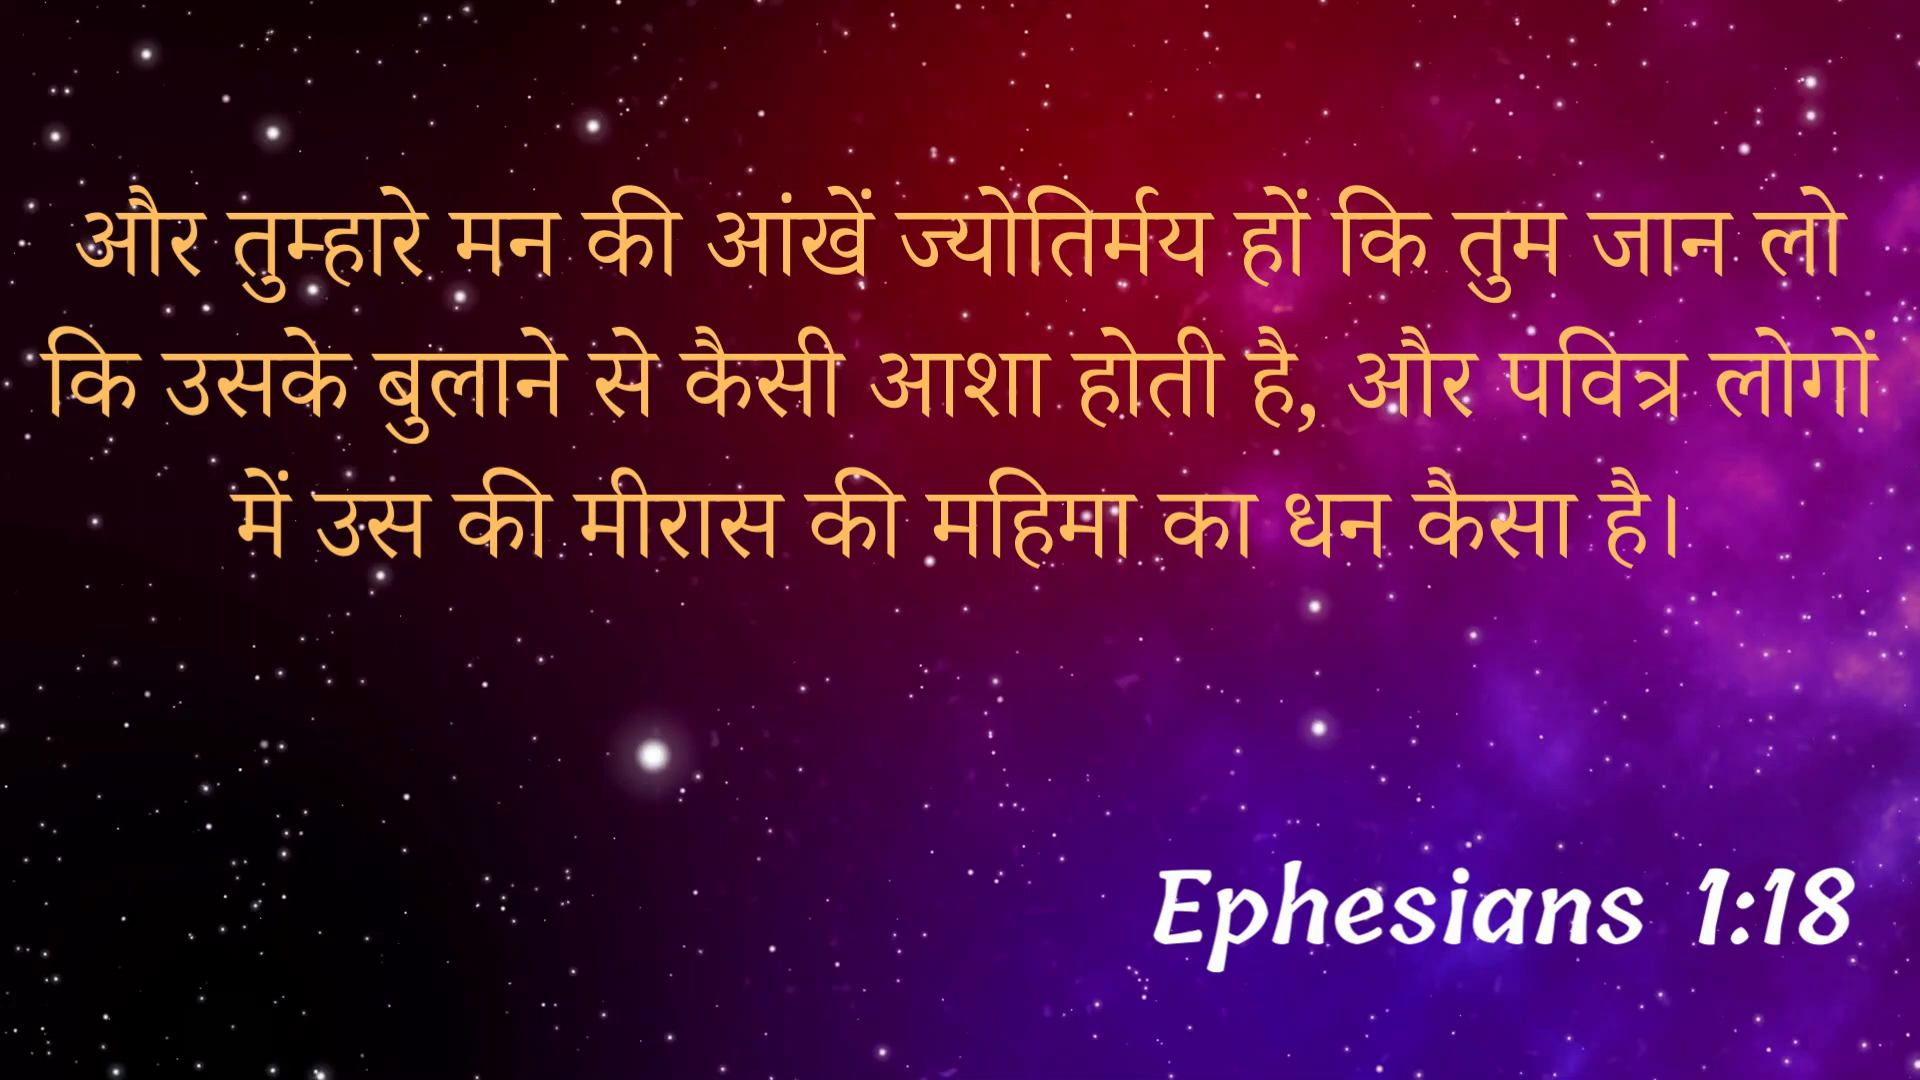 और तुम्हारे मन की आंखें ज्योतिर्मय हों कि तुम जान लो
कि उसके बुलाने से कैसी आशा होती है, और पवित्र लोगों
में उस की मीरास की महिमा का धन कैसा है।
Ephesians 1:18